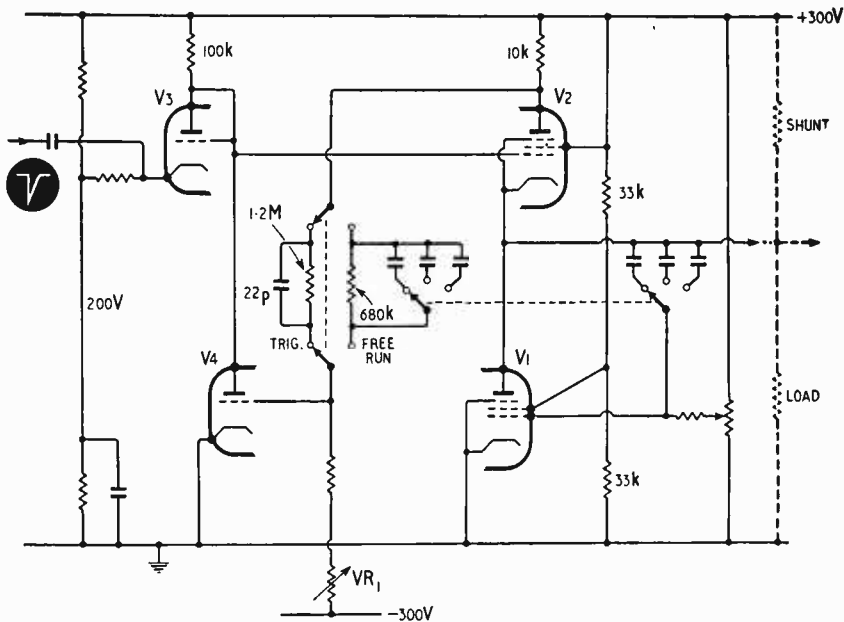 +300V
100k
10k
V3
V2
SHUNT
33k
1·2M
22p
680k
200V
TRIG.
FREE
RUN
V4
V1
LOAD
33k
VR1
−300V